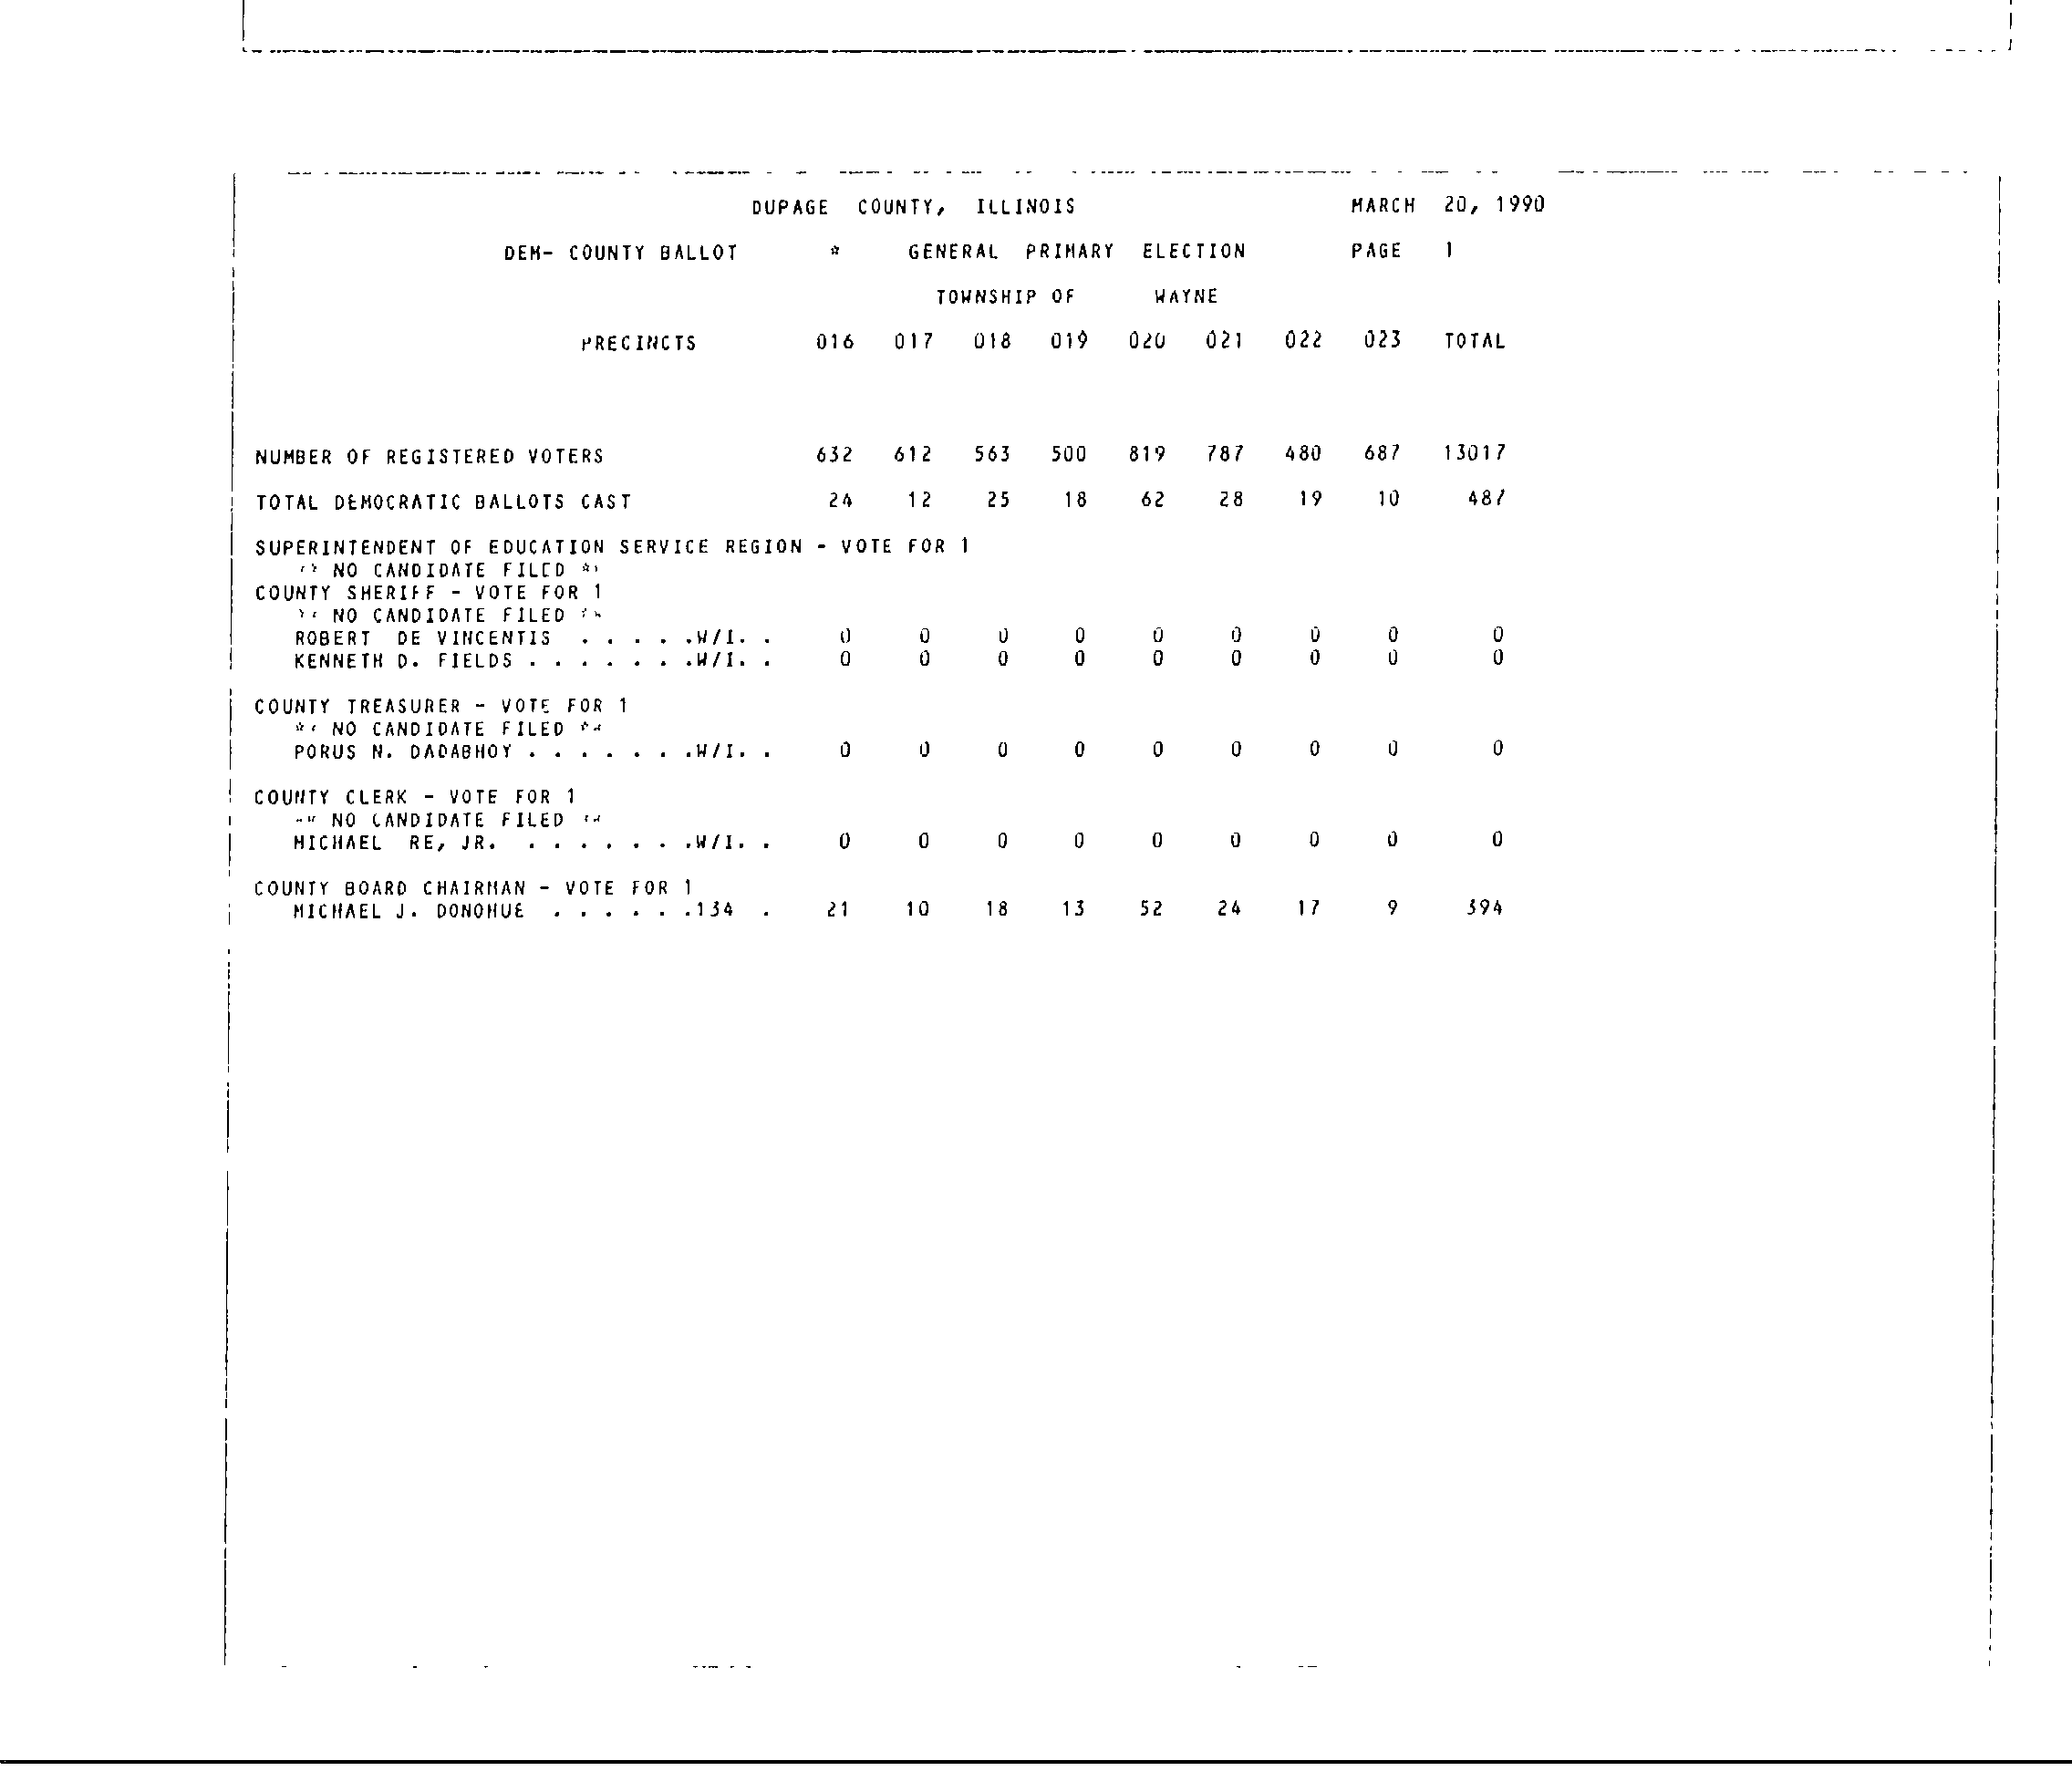 DUPAGE COUNTY, ILLINOIS MARCH 20, 1990
DEM- COUNTY BALLOT * GENERAL PRIMARY ELECTION PAGE 1
TOWNSHIP OF WAYNE
PRECINCTS 016 017 018 019 020 021 022 023 TOTAL
NUMBER OF REGISTERED VOTERS 632 612 563 500 819 787 480 687 13017
TOTAL DEMOCRATIC BALLOTS CAST 24 12 25 18 62 28 19 10 487
SUPERINTENDENT OF EDUCATION SERVICE REGION - VOTE FOR 1
** NO CANDIDATE FILED **
COUNTY SHERIFF - VOTE FOR 1
** NO CANDIDATE FILED **
ROBERT DE VINCENTIS . . . . .W/I. . 0 0 0 0 0 0 0 0 0
KENNETH D. FIELDS . . . . . . .W/I. . 0 0 0 0 0 0 0 0 0
COUNTY TREASURER - VOTE FOR 1
** NO CANDIDATE FILED **
PORUS N. DADABHOY . . . . . . .W/I. . 0 0 0 0 0 0 0 0 0
COUNTY CLERK - VOTE FOR 1
** NO CANDIDATE FILED **
MICHAEL RE, JR. . . . . . . .W/I. . 0 0 0 0 0 0 0 0 0
COUNTY BOARD CHAIRMAN - VOTE FOR 1
MICHAEL J. DONOHUE . . . . . .134 . 21 10 18 13 52 24 17 9 394